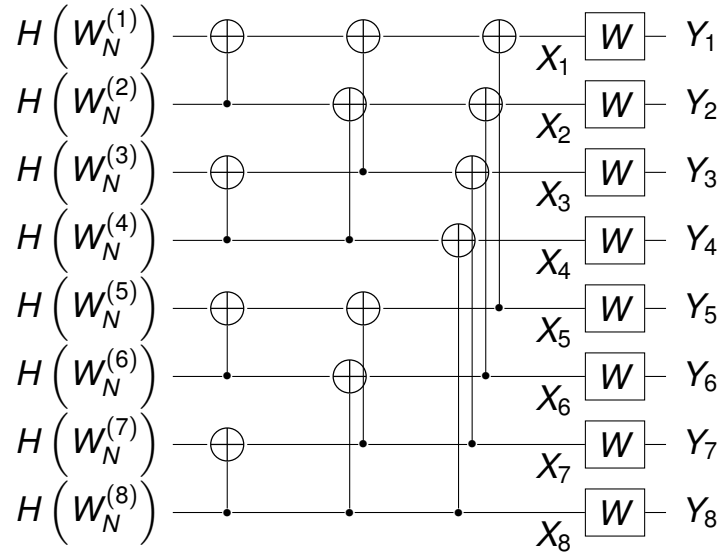 H(W_N^{(1)}) X_1 W Y_1
H(W_N^{(2)}) X_2 W Y_2
H(W_N^{(3)}) X_3 W Y_3
H(W_N^{(4)}) X_4 W Y_4
H(W_N^{(5)}) X_5 W Y_5
H(W_N^{(6)}) X_6 W Y_6
H(W_N^{(7)}) X_7 W Y_7
H(W_N^{(8)}) X_8 W Y_8